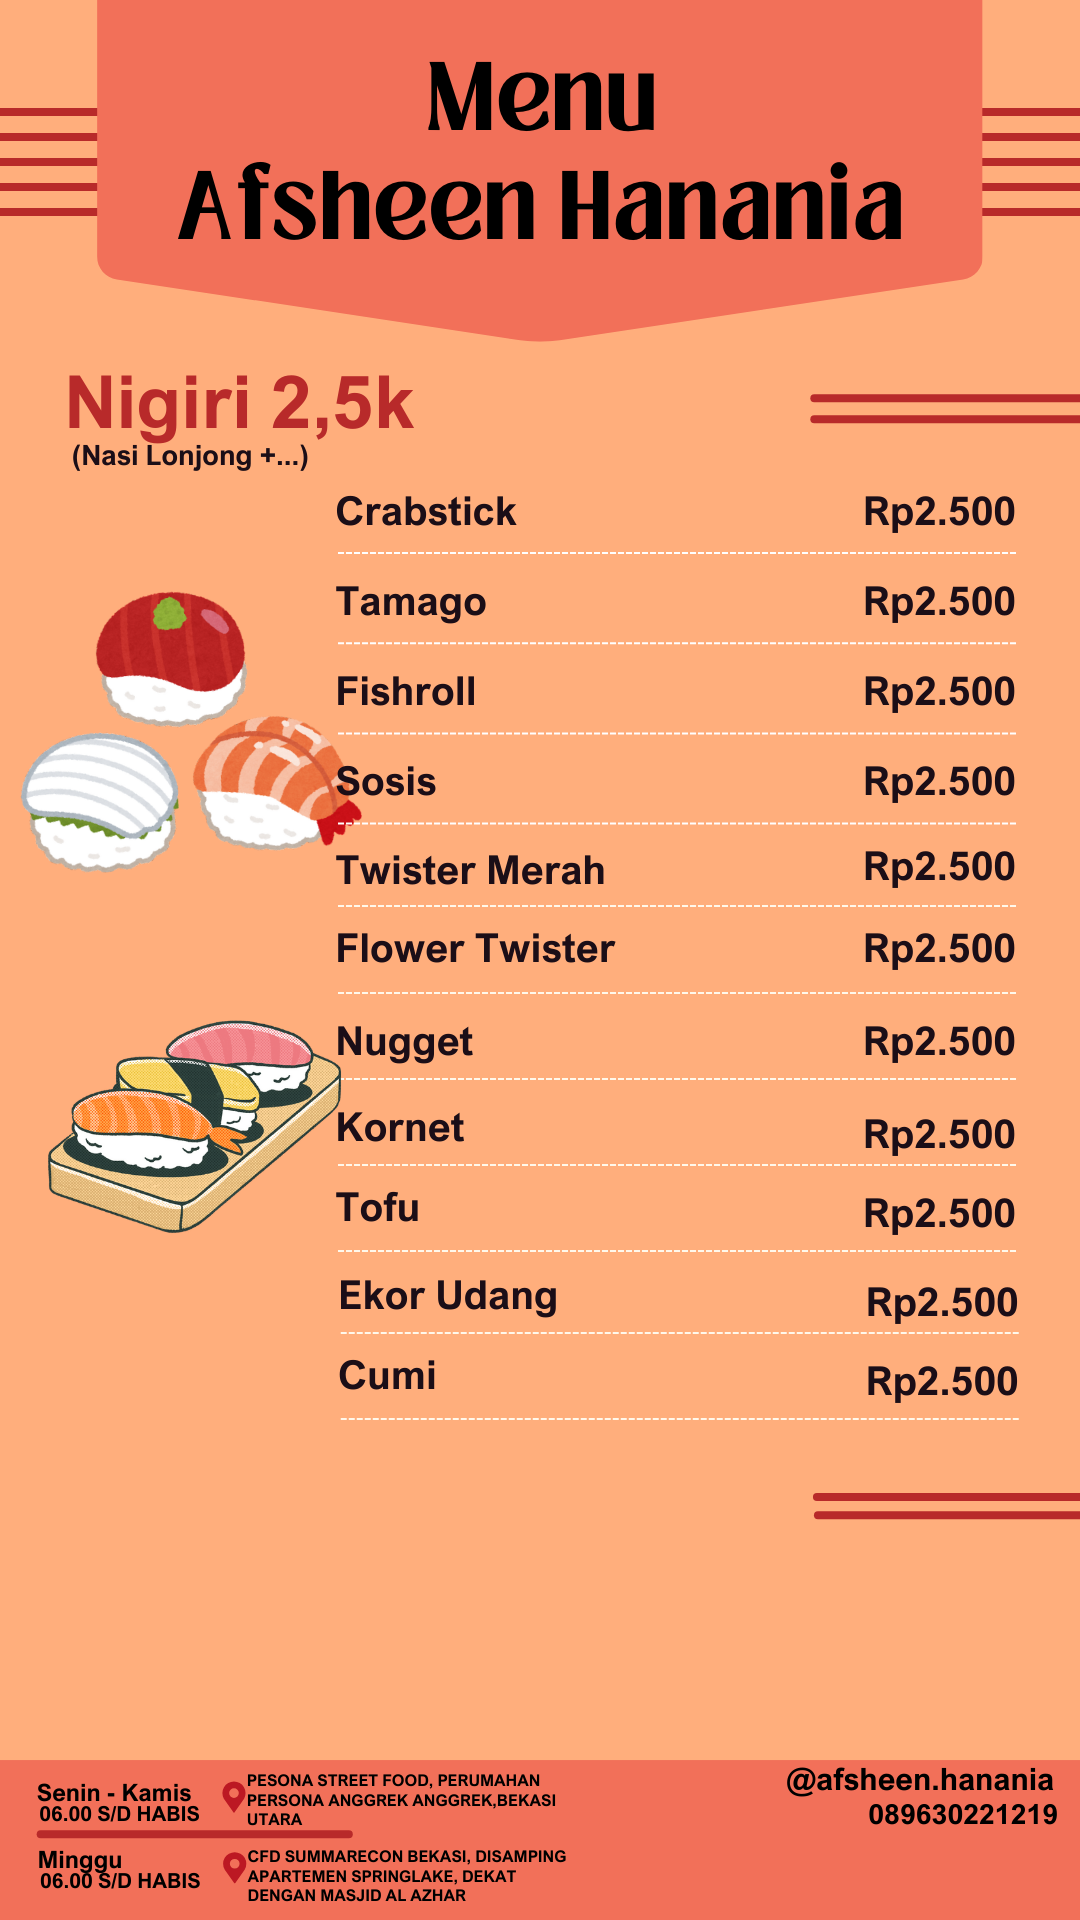 Menu
Afsheen Hanania
Nigiri 2,5k
(Nasi Lonjong +...)
Crabstick Rp2.500
Tamago Rp2.500
Fishroll Rp2.500
Sosis Rp2.500
Twister Merah Rp2.500
Flower Twister Rp2.500
Nugget Rp2.500
Kornet Rp2.500
Tofu Rp2.500
Ekor Udang Rp2.500
Cumi Rp2.500
Senin - Kamis
06.00 S/D HABIS
PESONA STREET FOOD, PERUMAHAN
PERSONA ANGGREK ANGGREK,BEKASI
UTARA
Minggu
06.00 S/D HABIS
CFD SUMMARECON BEKASI, DISAMPING
APARTEMEN SPRINGLAKE, DEKAT
DENGAN MASJID AL AZHAR
@afsheen.hanania
089630221219